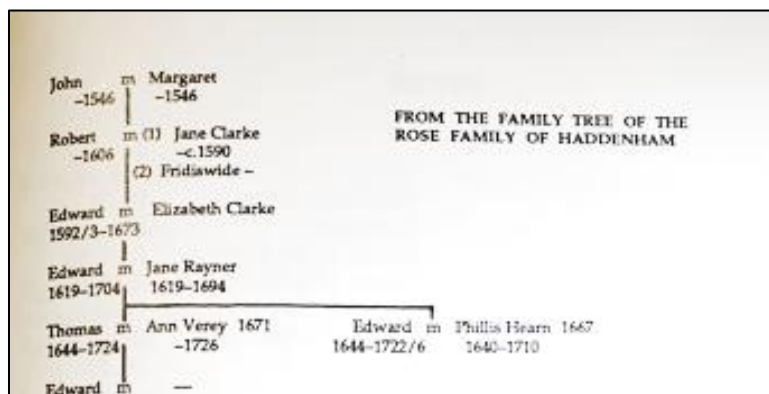 John m Margaret
–1546 –1546
FROM THE FAMILY TREE OF THE
ROSE FAMILY OF HADDENHAM
Robert m (1) Jane Clarke
–1606 –c.1590
(2) Fridiswide –
Edward m Elizabeth Clarke
1592/3–1673
Edward m Jane Rayner
1619–1704 1619–1694
Thomas m Ann Verey 1671 Edward m Phillis Hearn 1667
1644–1724 –1726 1644–1722/6 1640–1710
Edward m —